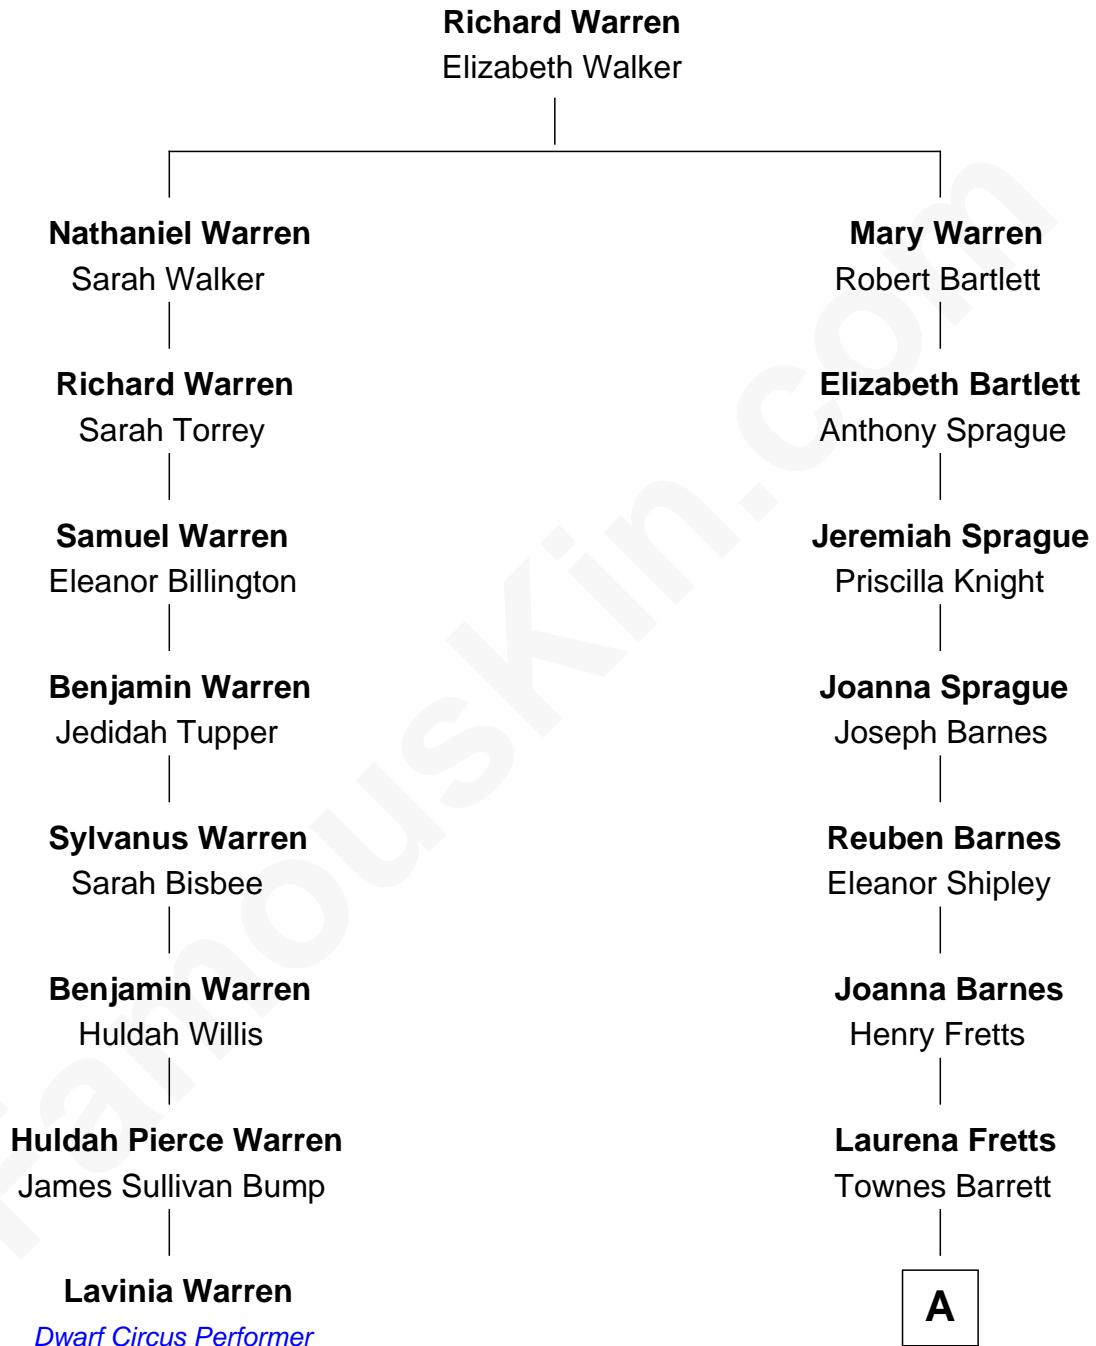 Richard Warren
Elizabeth Walker
Nathaniel Warren
Sarah Walker
Mary Warren
Robert Bartlett
Richard Warren
Sarah Torrey
Elizabeth Bartlett
Anthony Sprague
Samuel Warren
Eleanor Billington
Jeremiah Sprague
Priscilla Knight
Benjamin Warren
Jedidah Tupper
Joanna Sprague
Joseph Barnes
Sylvanus Warren
Sarah Bisbee
Reuben Barnes
Eleanor Shipley
Benjamin Warren
Huldah Willis
Joanna Barnes
Henry Fretts
Huldah Pierce Warren
James Sullivan Bump
Laurena Fretts
Townes Barrett
Lavinia Warren
Dwarf Circus Performer
A
FamousKin.com